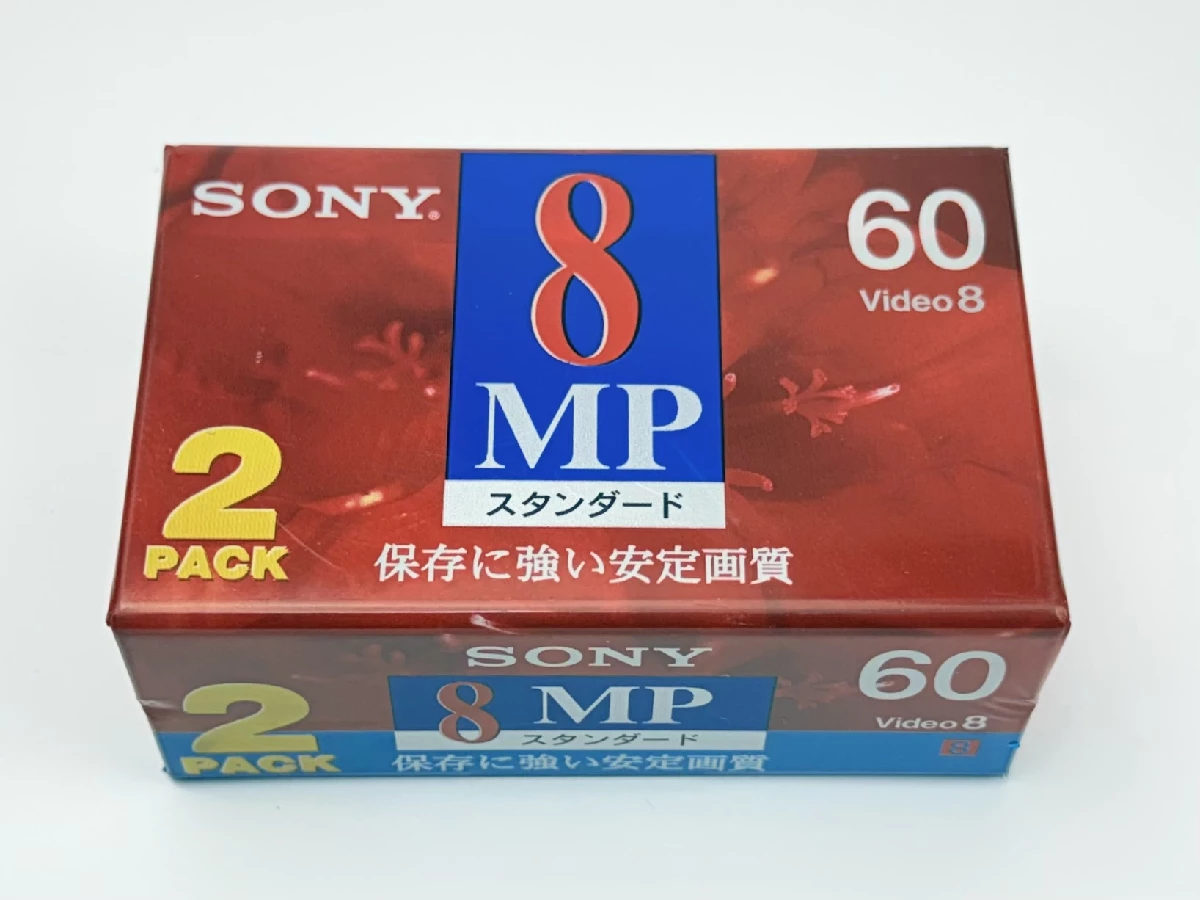 SONY®
8
MP
スタンダード
60
Video 8
2
PACK
保存に強い安定画質
SONY
8 MP
スタンダード
60
Video 8
8
2
PACK
保存に強い安定画質